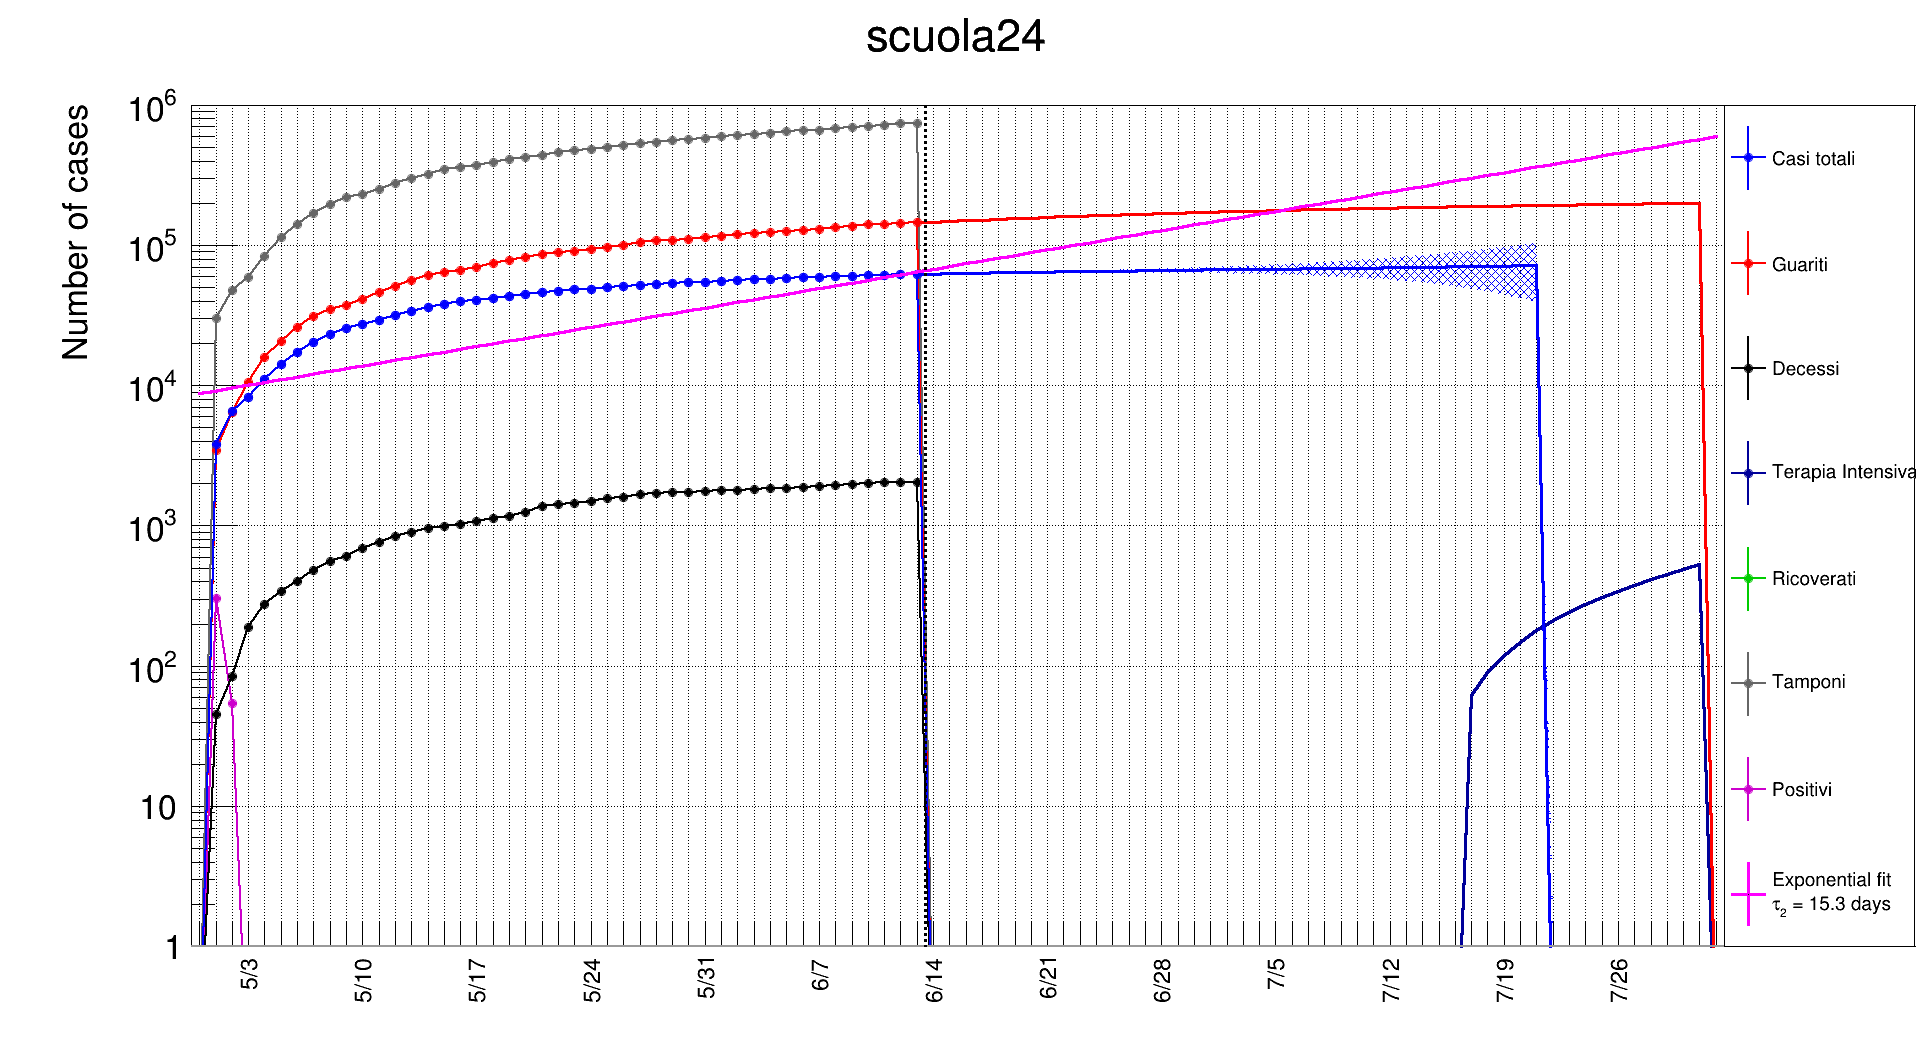 scuola24
Number of cases
10^6
10^5
10^4
10^3
10^2
10
1
5/3
5/10
5/17
5/24
5/31
6/7
6/14
6/21
6/28
7/5
7/12
7/19
7/26
Casi totali
Guariti
Decessi
Terapia Intensiva
Ricoverati
Tamponi
Positivi
Exponential fit
τ₂ = 15.3 days